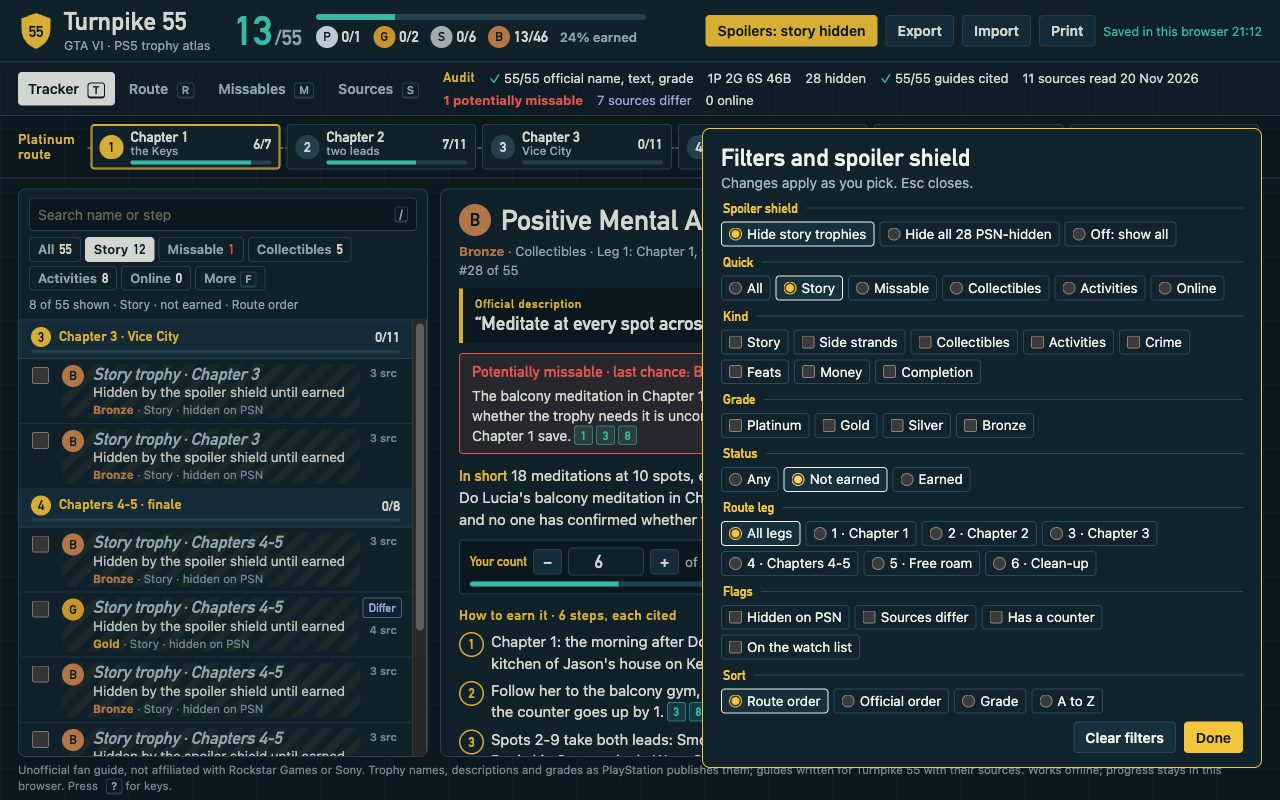 55
Turnpike 55
GTA VI · PS5 trophy atlas
13/55
P 0/1 G 0/2 S 0/6 B 13/46 24% earned
Spoilers: story hidden
Export
Import
Print
Saved in this browser 21:12
Tracker T
Route R
Missables M
Sources S
Audit ✓ 55/55 official name, text, grade 1P 2G 6S 46B 28 hidden ✓ 55/55 guides cited 11 sources read 20 Nov 2026
1 potentially missable 7 sources differ 0 online
Platinum
route
1 Chapter 1 6/7
the Keys
2 Chapter 2 7/11
two leads
3 Chapter 3 0/11
Vice City
4
Search name or step /
All 55 Story 12 Missable 1 Collectibles 5
Activities 8 Online 0 More F
8 of 55 shown · Story · not earned · Route order
3 Chapter 3 · Vice City 0/11
B Story trophy · Chapter 3 3 src
Hidden by the spoiler shield until earned
Bronze · Story · hidden on PSN
B Story trophy · Chapter 3 3 src
Hidden by the spoiler shield until earned
Bronze · Story · hidden on PSN
4 Chapters 4-5 · finale 0/8
B Story trophy · Chapters 4-5 3 src
Hidden by the spoiler shield until earned
Bronze · Story · hidden on PSN
G Story trophy · Chapters 4-5 Differ
Hidden by the spoiler shield until earned 4 src
Gold · Story · hidden on PSN
B Story trophy · Chapters 4-5 3 src
Hidden by the spoiler shield until earned
Bronze · Story · hidden on PSN
B Story trophy · Chapters 4-5 3 src
Hidden by the spoiler shield until earned
B Positive Mental A
Bronze · Collectibles · Leg 1: Chapter 1,
#28 of 55
Official description
“Meditate at every spot acros
Potentially missable · last chance: B
The balcony meditation in Chapter 1
whether the trophy needs it is uncon
Chapter 1 save. 1 3 8
In short 18 meditations at 10 spots, e
Do Lucia's balcony meditation in Ch
and no one has confirmed whether
Your count − 6 + of
How to earn it · 6 steps, each cited
1 Chapter 1: the morning after Do
kitchen of Jason's house on Ke
2 Follow her to the balcony gym,
the counter goes up by 1. 3 8
3 Spots 2-9 take both leads: Smo
Filters and spoiler shield
Changes apply as you pick. Esc closes.
Spoiler shield
Hide story trophies
Hide all 28 PSN-hidden
Off: show all
Quick
All
Story
Missable
Collectibles
Activities
Online
Kind
Story
Side strands
Collectibles
Activities
Crime
Feats
Money
Completion
Grade
Platinum
Gold
Silver
Bronze
Status
Any
Not earned
Earned
Route leg
All legs
1 · Chapter 1
2 · Chapter 2
3 · Chapter 3
4 · Chapters 4-5
5 · Free roam
6 · Clean-up
Flags
Hidden on PSN
Sources differ
Has a counter
On the watch list
Sort
Route order
Official order
Grade
A to Z
Clear filters
Done
Unofficial fan guide, not affiliated with Rockstar Games or Sony. Trophy names, descriptions and grades as PlayStation publishes them; guides written for Turnpike 55 with their sources. Works offline; progress stays in this
browser. Press ? for keys.